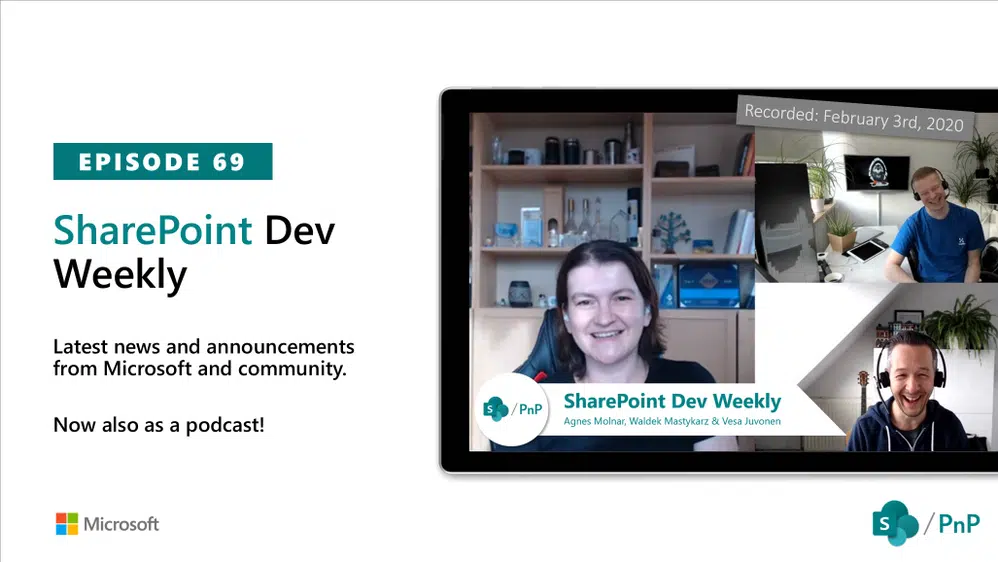 EPISODE 69
SharePoint Dev
Weekly
Latest news and announcements
from Microsoft and community.
Now also as a podcast!
Microsoft
Recorded: February 3rd, 2020
S / PnP
SharePoint Dev Weekly
Agnes Molnar, Waldek Mastykarz & Vesa Juvonen
S / PnP